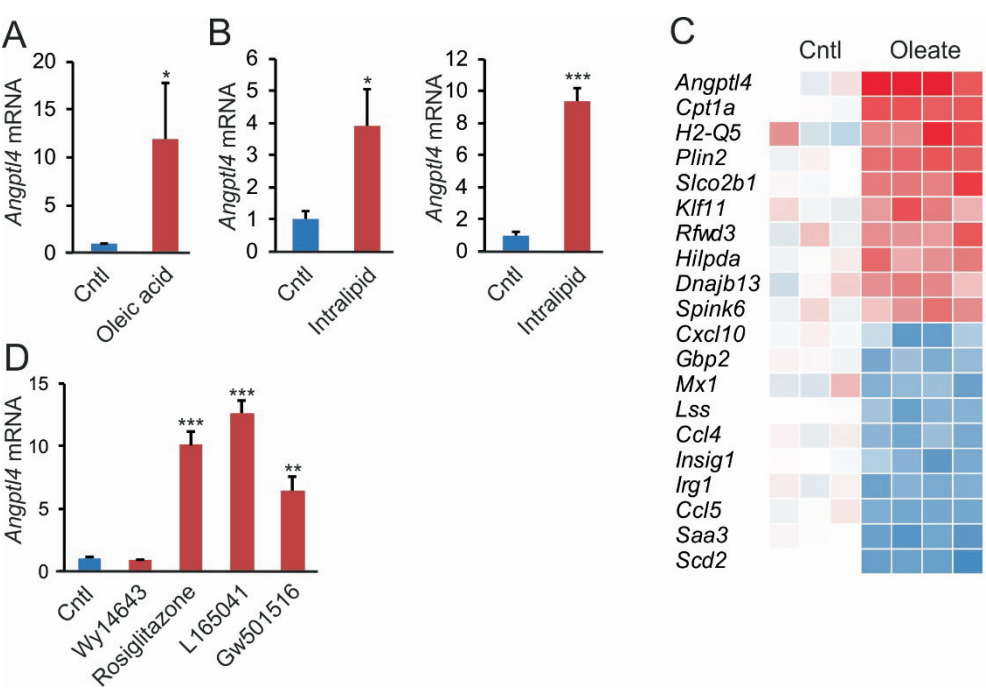 A
Angptl4 mRNA
20
15
10
5
0
*
Cntl
Oleic acid
B
Angptl4 mRNA
6
5
4
3
2
1
0
*
Cntl
Intralipid
Angptl4 mRNA
12
10
8
6
4
2
0
***
Cntl
Intralipid
C
Cntl Oleate
Angptl4
Cpt1a
H2-Q5
Plin2
Slco2b1
Klf11
Rfwd3
Hilpda
Dnajb13
Spink6
Cxcl10
Gbp2
Mx1
Lss
Ccl4
Insig1
Irg1
Ccl5
Saa3
Scd2
D
Angptl4 mRNA
15
10
5
0
***
***
**
Cntl
Wy14643
Rosiglitazone
L165041
Gw501516